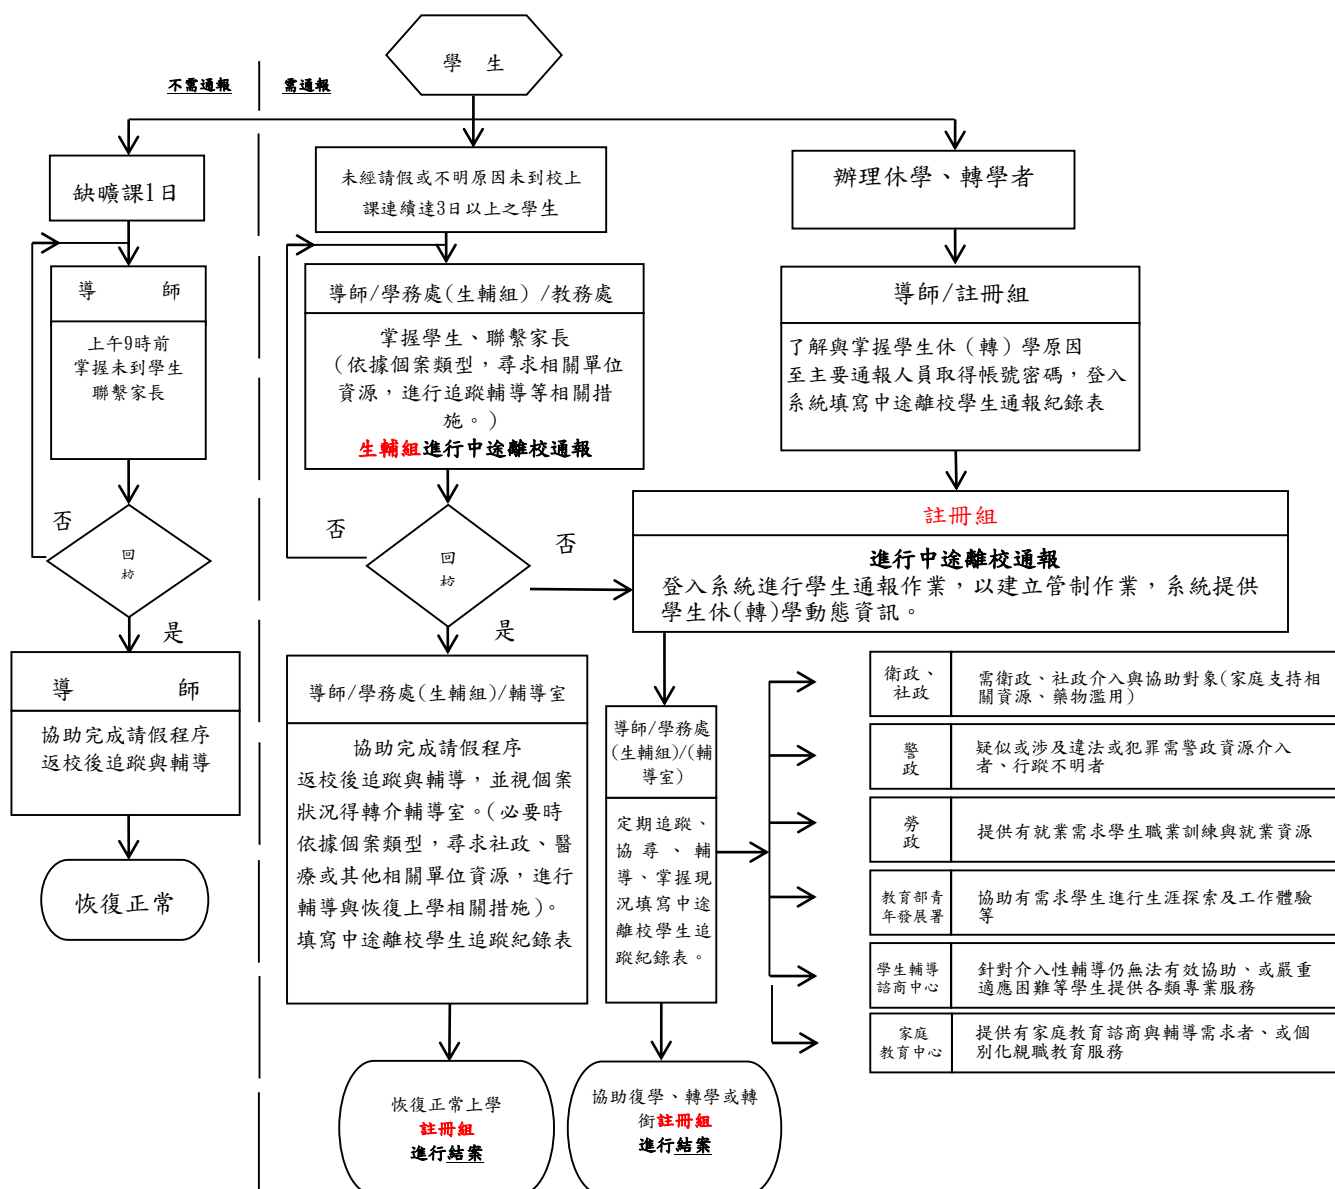 學 生
不需通報
需通報
缺曠課1日
未經請假或不明原因未到校上
課連續達3日以上之學生
辦理休學、轉學者
導 師
上午9時前
掌握未到學生
聯繫家長
導師/學務處(生輔組) /教務處
掌握學生、聯繫家長
(依據個案類型，尋求相關單位
資源，進行追蹤輔導等相關措
施。)
生輔組進行中途離校通報
導師/註冊組
了解與掌握學生休（轉）學原因
至主要通報人員取得帳號密碼，登入
系統填寫中途離校學生通報紀錄表
否
回
校
是
否
回
校
否
是
註冊組
進行中途離校通報
登入系統進行學生通報作業，以建立管制作業，系統提供
學生休(轉)學動態資訊。
導 師
協助完成請假程序
返校後追蹤與輔導
恢復正常
導師/學務處(生輔組)/輔導室
協助完成請假程序
返校後追蹤與輔導，並視個案
狀況得轉介輔導室。(必要時
依據個案類型，尋求社政、醫
療或其他相關單位資源，進行
輔導與恢復上學相關措施)。
填寫中途離校學生追蹤紀錄表
恢復正常上學
註冊組
進行結案
導師/學務處
(生輔組)/(輔
導室)
定期追蹤、
協尋、輔
導、掌握現
況填寫中途
離校學生追
蹤紀錄表。
協助復學、轉學或轉
銜註冊組
進行結案
衛政、
社政
需衛政、社政介入與協助對象(家庭支持相
關資源、藥物濫用)
警
政
疑似或涉及違法或犯罪需警政資源介入
者、行蹤不明者
勞
政
提供有就業需求學生職業訓練與就業資源
教育部青
年發展署
協助有需求學生進行生涯探索及工作體驗
等
學生輔導
諮商中心
針對介入性輔導仍無法有效協助、或嚴重
適應困難等學生提供各類專業服務
家庭
教育中心
提供有家庭教育諮商與輔導需求者、或個
別化親職教育服務